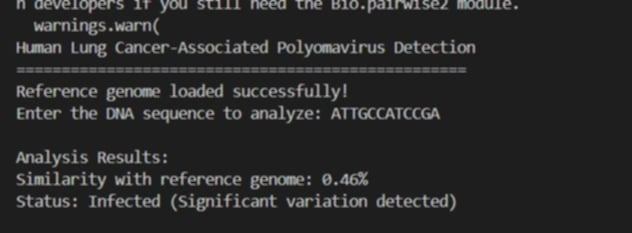 n developers if you still need the Bio.pairwise2 module.
warnings.warn(
Human Lung Cancer-Associated Polyomavirus Detection
==================================================
Reference genome loaded successfully!
Enter the DNA sequence to analyze: ATTGCCATCCGA
Analysis Results:
Similarity with reference genome: 0.46%
Status: Infected (Significant variation detected)